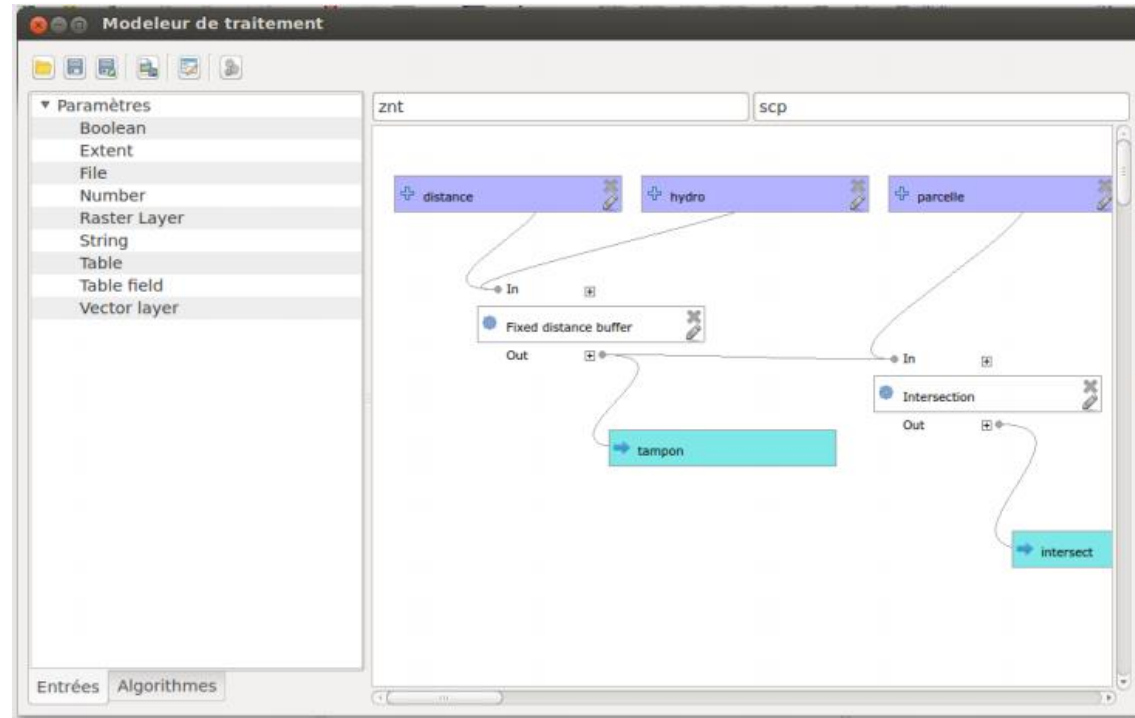 Modeleur de traitement
Paramètres
Boolean
Extent
File
Number
Raster Layer
String
Table
Table field
Vector layer
znt
scp
distance
hydro
parcelle
In
Fixed distance buffer
Out
In
Intersection
Out
tampon
intersect
Entrées
Algorithmes